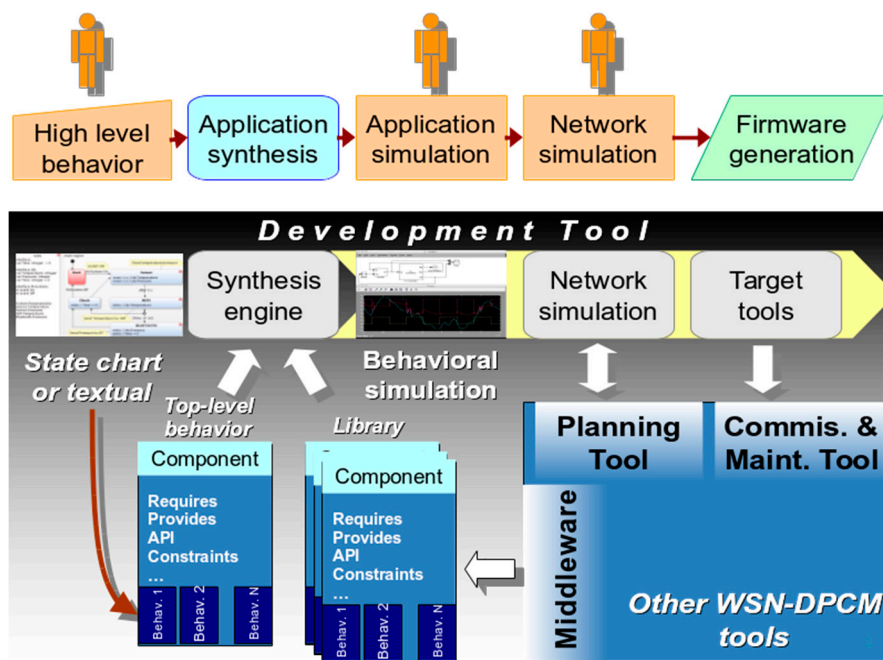 High level
behavior
Application
synthesis
Application
simulation
Network
simulation
Firmware
generation
Development Tool
Synthesis
engine
Network
simulation
Target
tools
State chart
or textual
Behavioral
simulation
Top-level
behavior
Library
Component
Requires
Provides
API
Constraints
...
Behav. 1
Behav. 2
Behav. N
Component
Requires
Provides
API
Constraints
...
Behav. 1
Behav. 2
Behav. N
Planning
Tool
Commis. &
Maint. Tool
Middleware
Other WSN-DPCM
tools